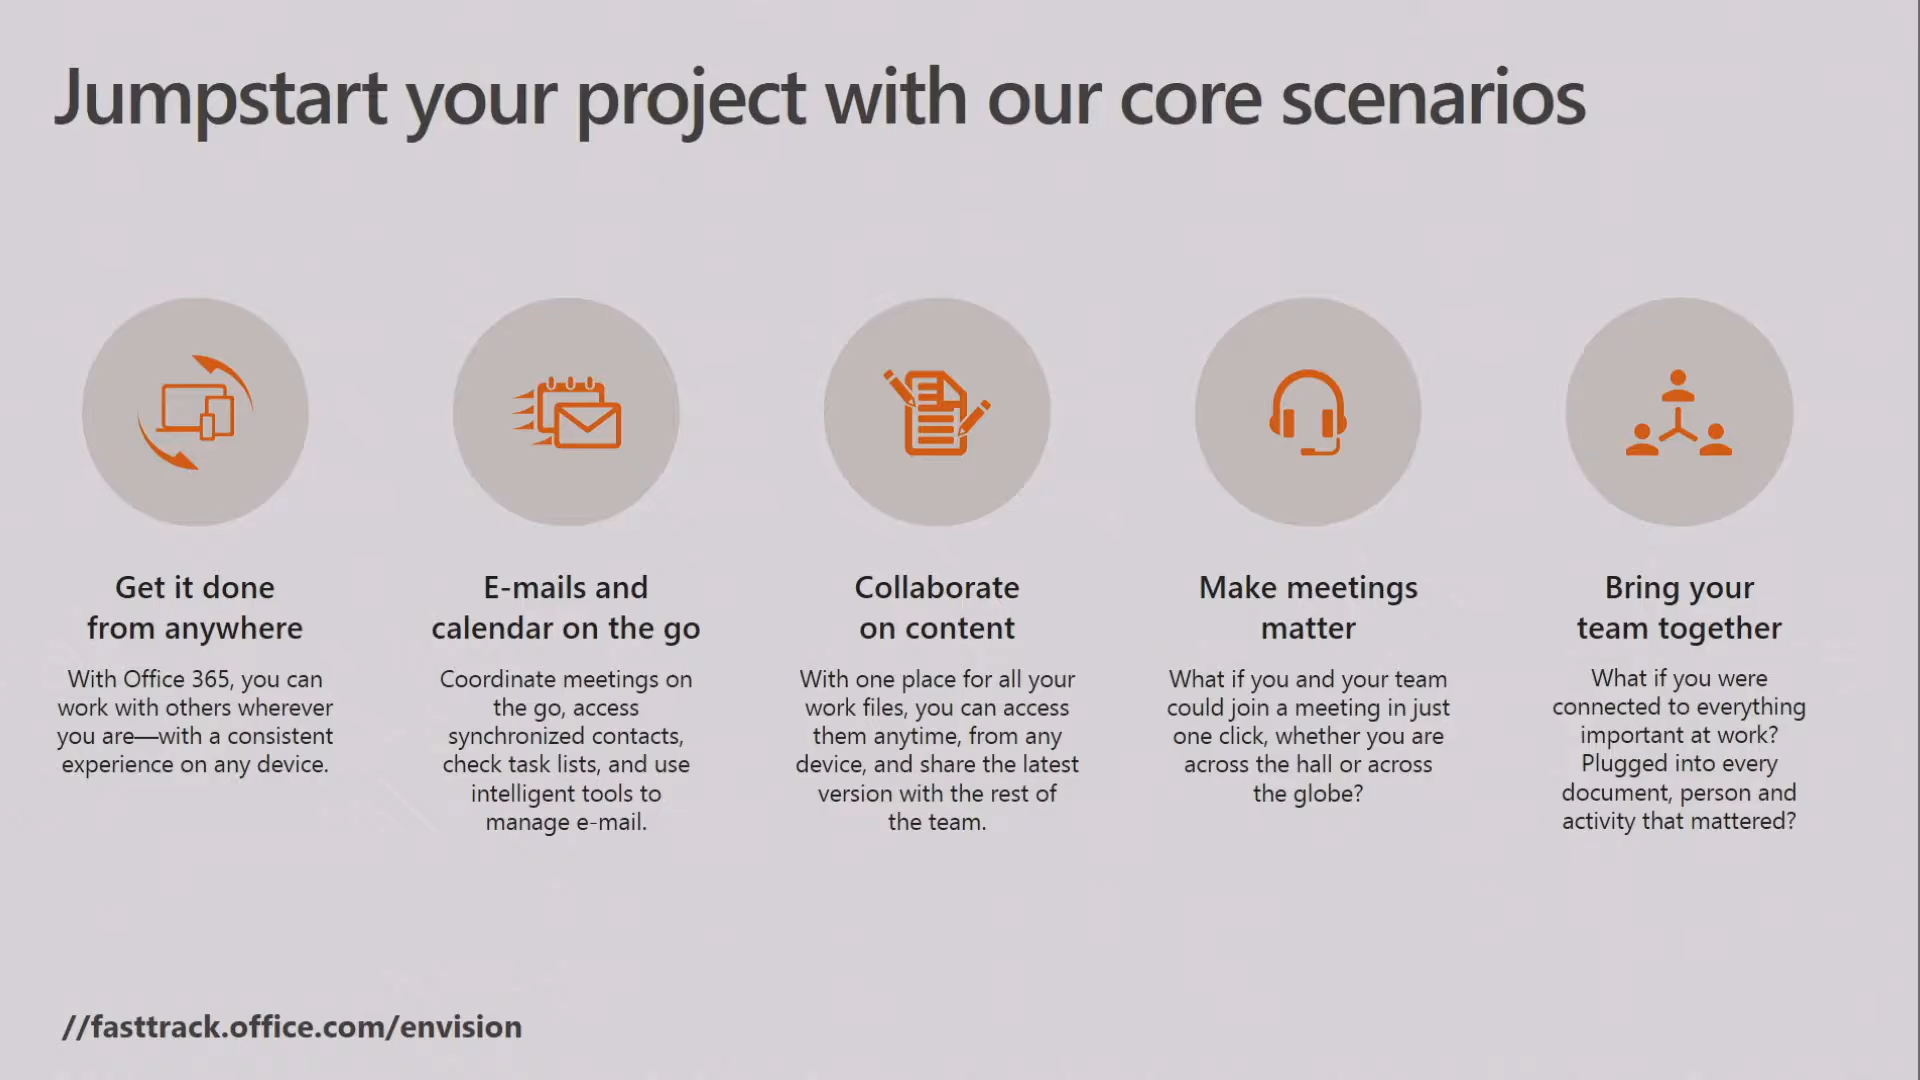 Jumpstart your project with our core scenarios
Get it done
from anywhere
With Office 365, you can
work with others wherever
you are—with a consistent
experience on any device.
E-mails and
calendar on the go
Coordinate meetings on
the go, access
synchronized contacts,
check task lists, and use
intelligent tools to
manage e-mail.
Collaborate
on content
With one place for all your
work files, you can access
them anytime, from any
device, and share the latest
version with the rest of
the team.
Make meetings
matter
What if you and your team
could join a meeting in just
one click, whether you are
across the hall or across
the globe?
Bring your
team together
What if you were
connected to everything
important at work?
Plugged into every
document, person and
activity that mattered?
//fasttrack.office.com/envision